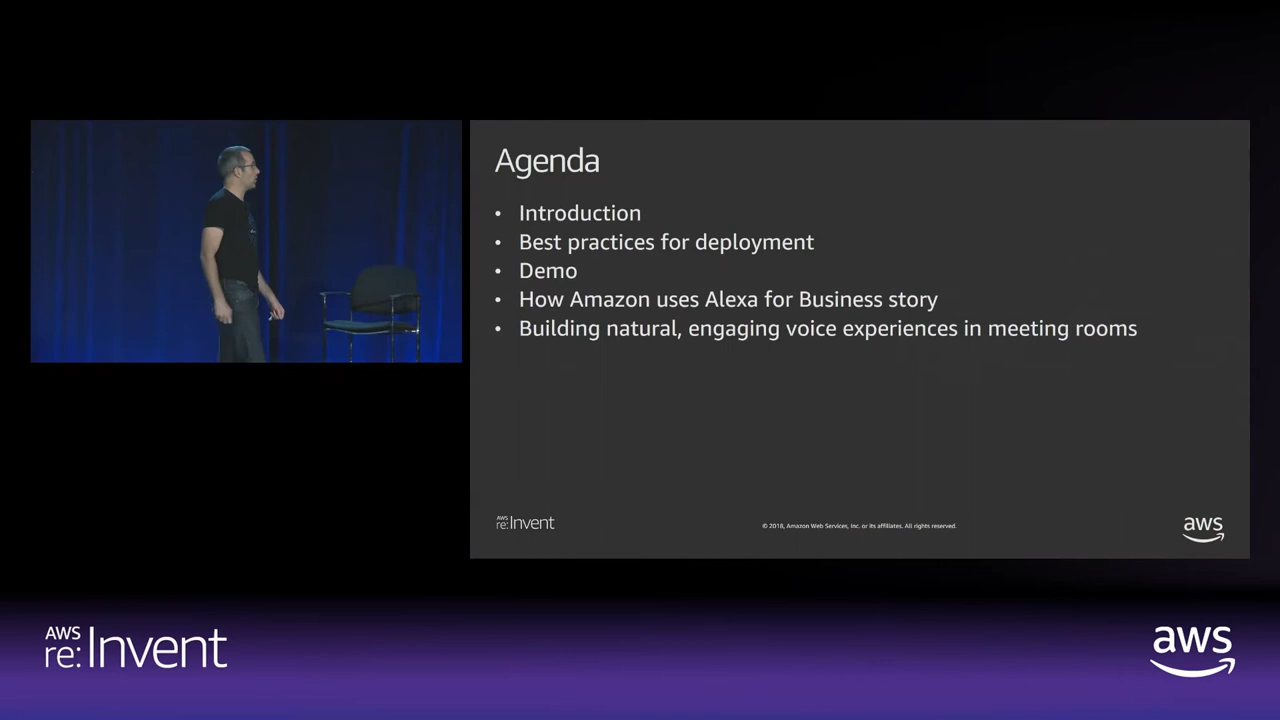 Agenda
• Introduction
• Best practices for deployment
• Demo
• How Amazon uses Alexa for Business story
• Building natural, engaging voice experiences in meeting rooms
AWS
re:Invent
© 2018, Amazon Web Services, Inc. or its affiliates. All rights reserved.
aws
AWS
re:Invent
aws